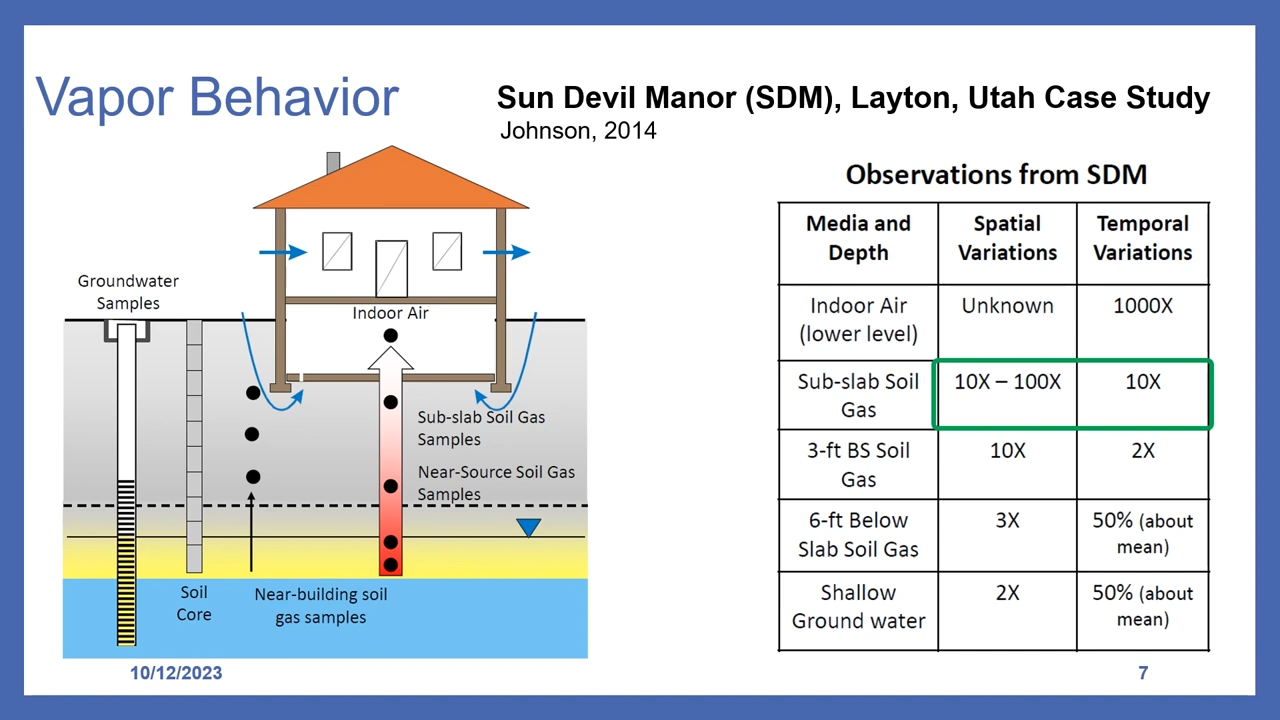 Vapor Behavior
Sun Devil Manor (SDM), Layton, Utah Case Study
Johnson, 2014
Groundwater
Samples
Indoor Air
Sub-slab Soil Gas
Samples
Near-Source Soil Gas
Samples
Soil
Core
Near-building soil
gas samples
Observations from SDM
Media and
Depth
Spatial
Variations
Temporal
Variations
Indoor Air
(lower level)
Unknown
1000X
Sub-slab Soil
Gas
10X – 100X
10X
3-ft BS Soil
Gas
10X
2X
6-ft Below
Slab Soil Gas
3X
50% (about
mean)
Shallow
Ground water
2X
50% (about
mean)
10/12/2023
7